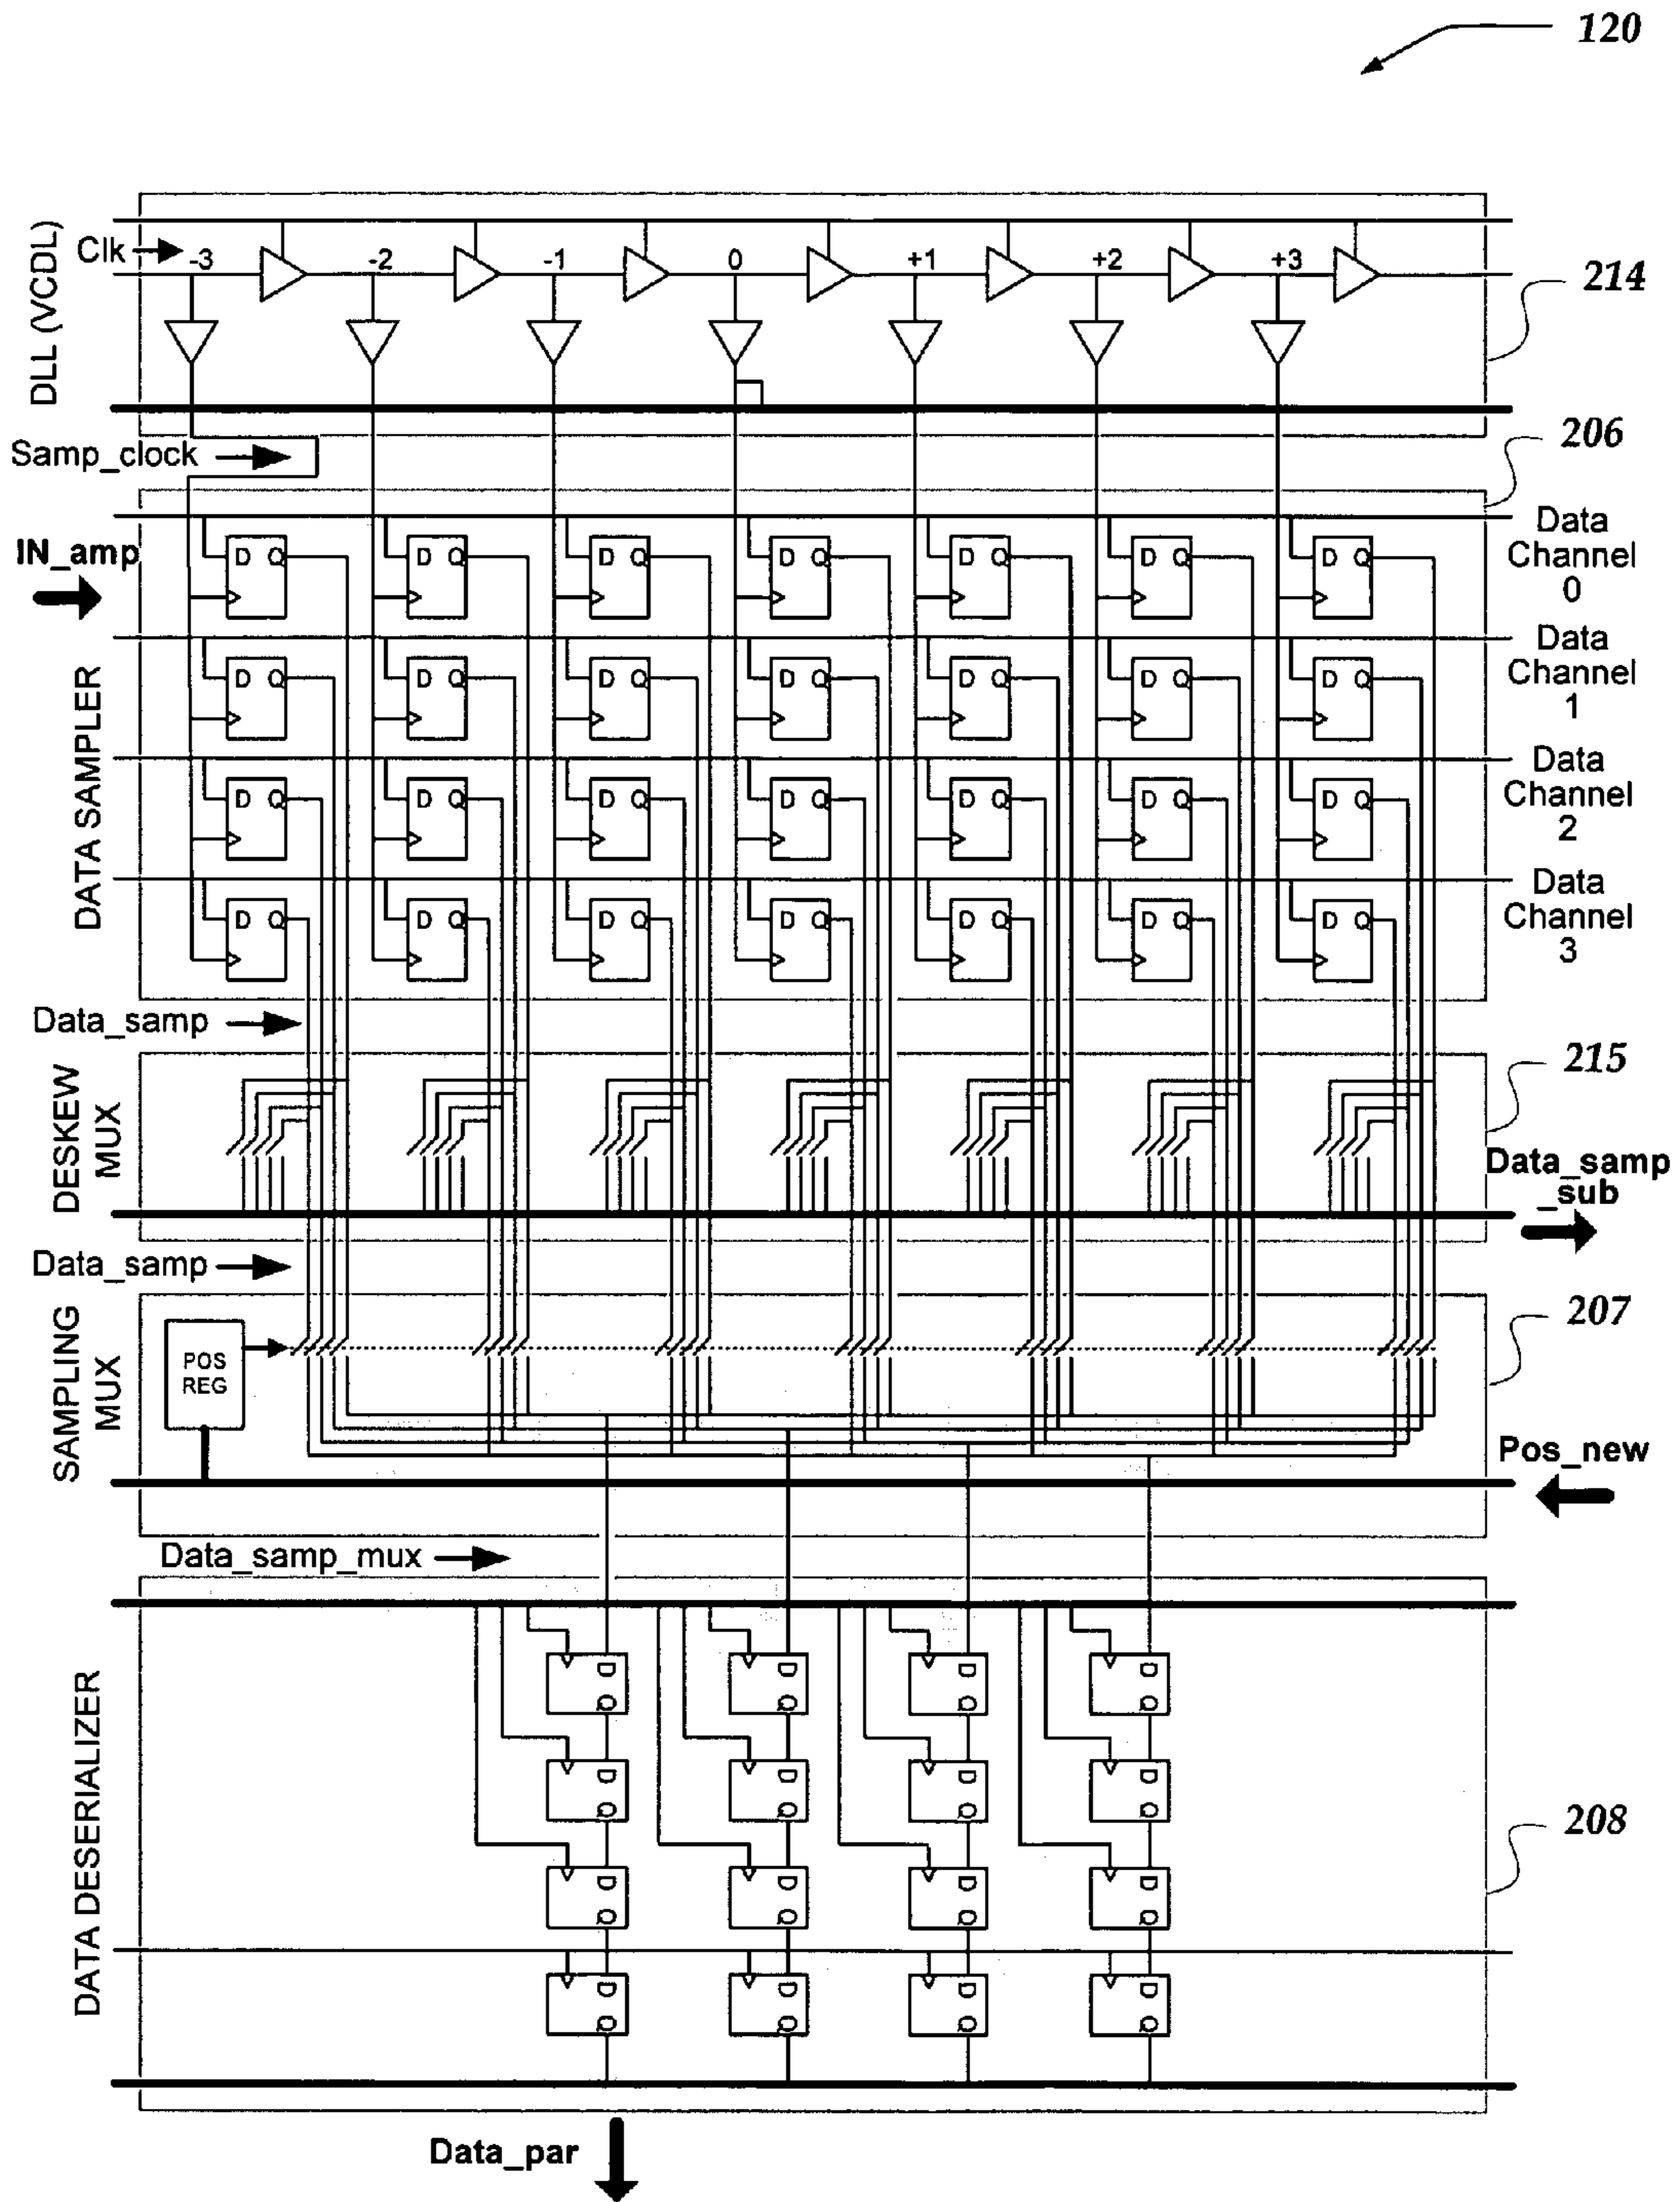 120
DLL (VCDL)
Clk
-3
-2
-1
0
+1
+2
+3
214
Samp_clock
206
IN_amp
DATA SAMPLER
D Q D Q D Q D Q D Q D Q D Q
Data
Channel
0
D Q D Q D Q D Q D Q D Q D Q
Data
Channel
1
D Q D Q D Q D Q D Q D Q D Q
Data
Channel
2
D Q D Q D Q D Q D Q D Q D Q
Data
Channel
3
Data_samp
DESKEW
MUX
215
Data_samp
_sub
Data_samp
SAMPLING
MUX
POS
REG
207
Pos_new
Data_samp_mux
DATA DESERIALIZER
D D D D
Q Q Q Q
D D D D
Q Q Q Q
D D D D
Q Q Q Q
D D D D
Q Q Q Q
208
Data_par